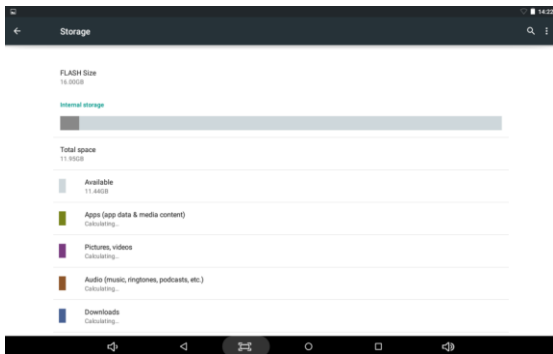 14:22
Storage
FLASH Size
16.00GB
Internal storage
Total space
11.95GB
Available
11.44GB
Apps (app data & media content)
Calculating...
Pictures, videos
Calculating...
Audio (music, ringtones, podcasts, etc.)
Calculating...
Downloads
Calculating...